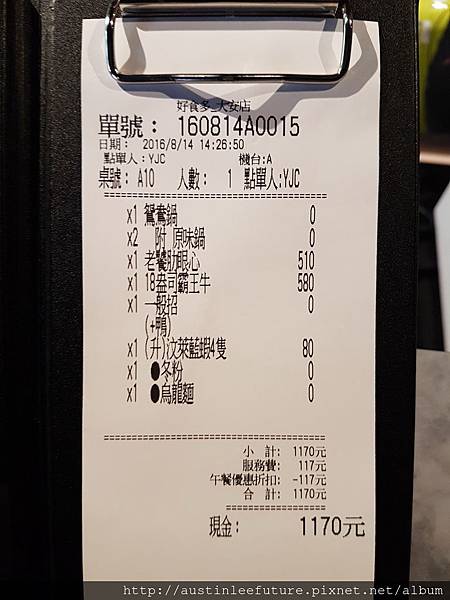 好食多_大安店
單號： 160814A0015
日期： 2016/8/14 14:26:50
點單人：YJC 機台：A
桌號：A10 人數： 1 點單人：YJC
x1 鴛鴦鍋 0
x2 附 原味鍋 0
x1 老饕肋眼心 510
x1 18盎司霸王牛 580
x1 一般招 0
(+鴨)
x1 (升)汶萊藍蝦4隻 80
x1 ●冬粉 0
x1 ●烏龍麵 0
小 計： 1170元
服務費： 117元
午餐優惠折扣： -117元
合 計： 1170元
現金： 1170元
http://austinleefuture.pixnet.net/album